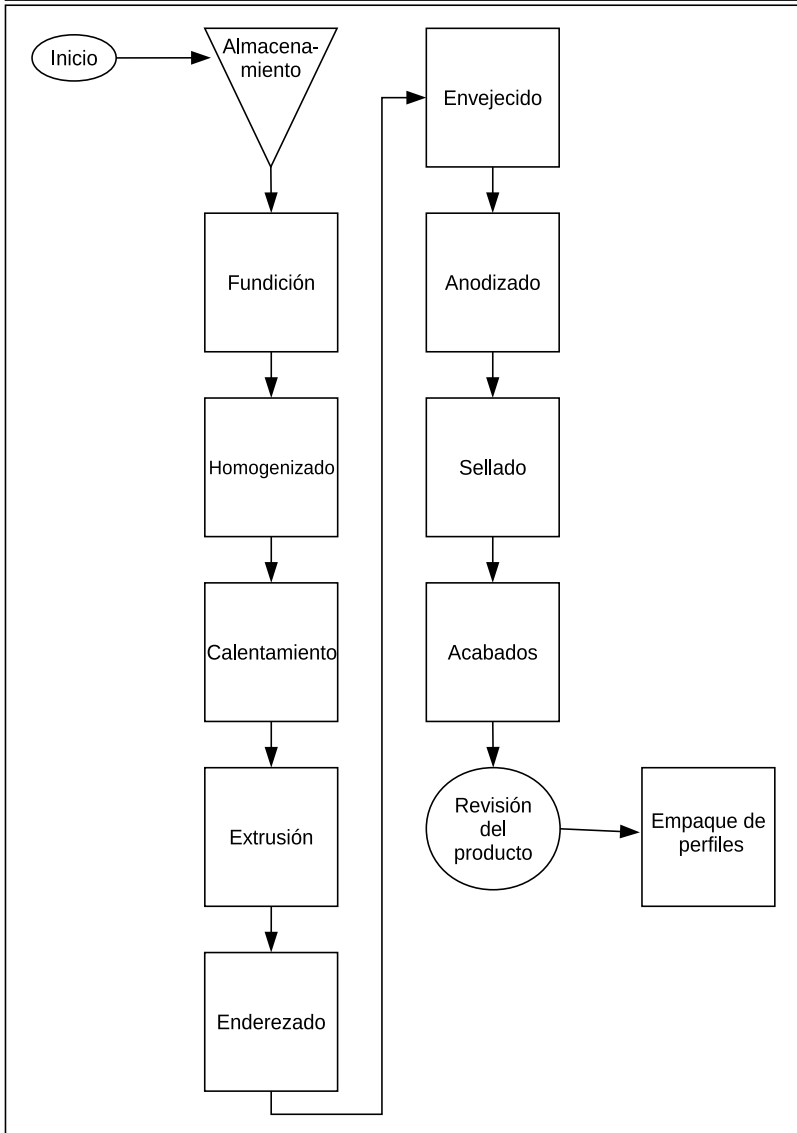 Inicio
Almacena-
miento
Fundición
Homogenizado
Calentamiento
Extrusión
Enderezado
Envejecido
Anodizado
Sellado
Acabados
Revisión
del
producto
Empaque de
perfiles